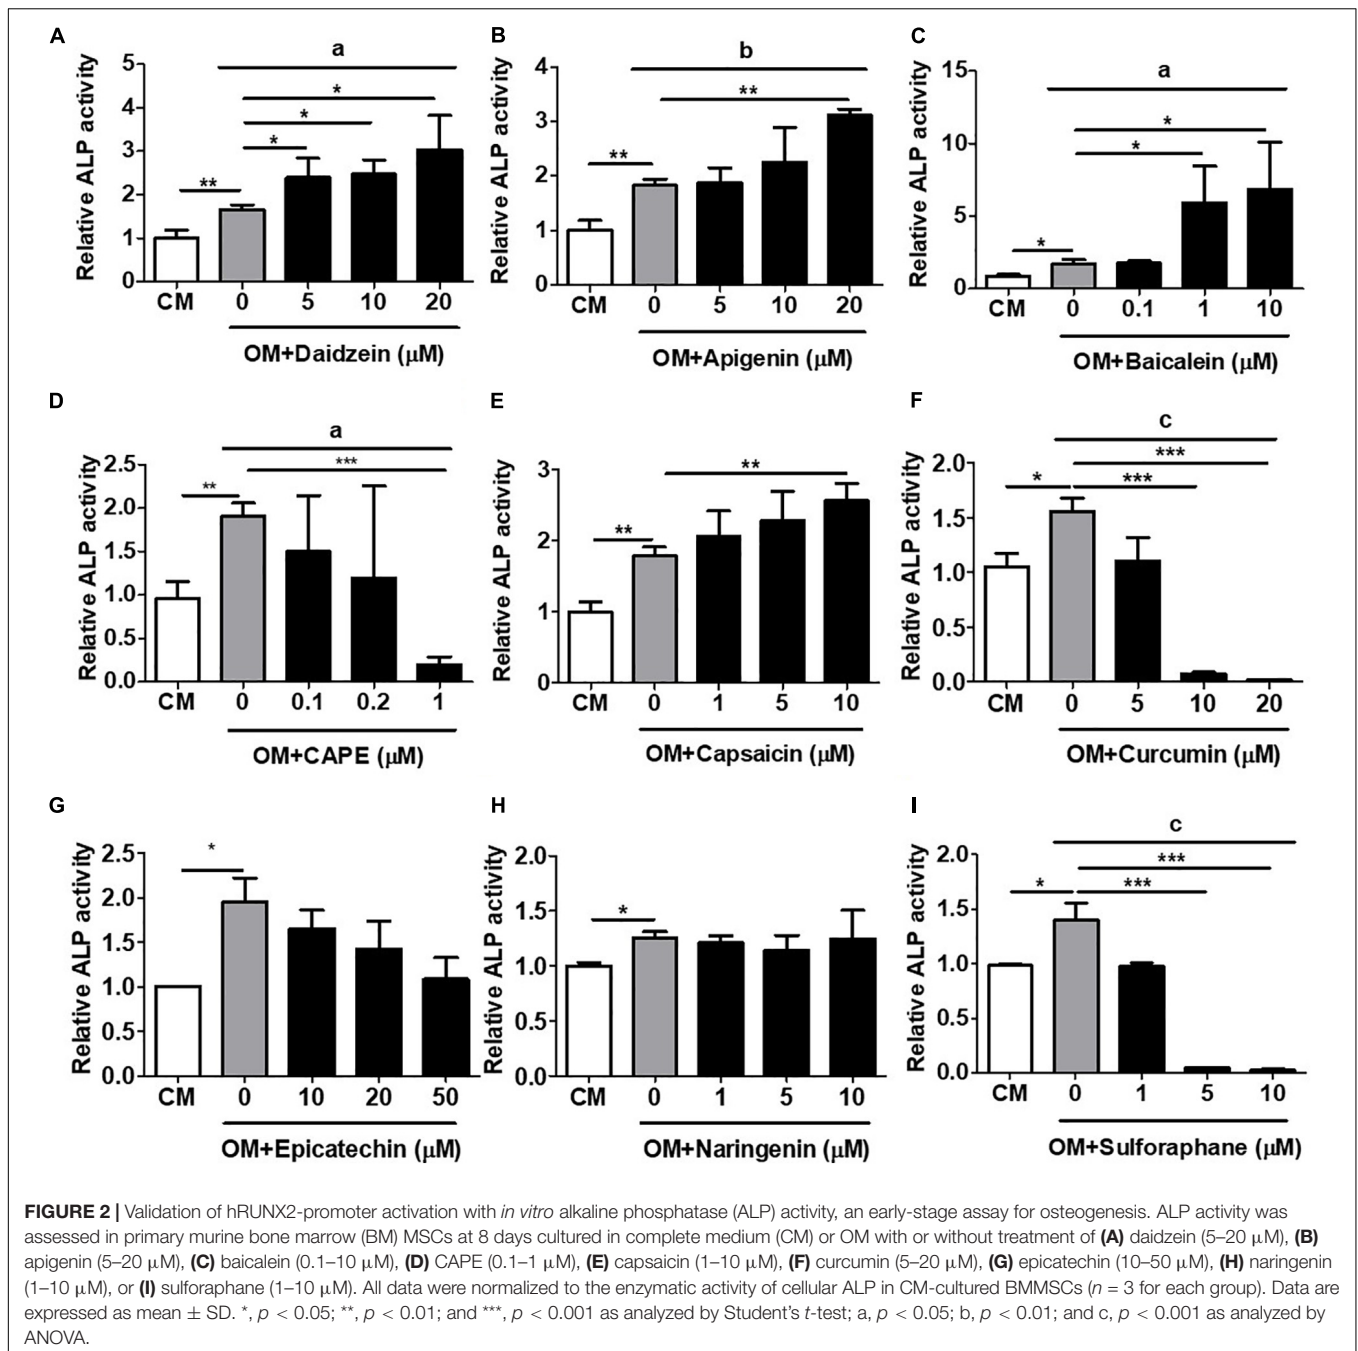 A
a
Relative ALP activity
5
4
3
2
1
0
*
*
*
**
CM 0 5 10 20
OM+Daidzein (μM)
B
b
Relative ALP activity
4
3
2
1
0
**
**
CM 0 5 10 20
OM+Apigenin (μM)
C
a
Relative ALP activity
15
10
5
0
*
*
*
CM 0 0.1 1 10
OM+Baicalein (μM)
D
a
Relative ALP activity
2.5
2.0
1.5
1.0
0.5
0.0
***
**
CM 0 0.1 0.2 1
OM+CAPE (μM)
E
Relative ALP activity
3
2
1
0
**
**
CM 0 1 5 10
OM+Capsaicin (μM)
F
c
Relative ALP activity
2.0
1.5
1.0
0.5
0.0
***
* ***
CM 0 5 10 20
OM+Curcumin (μM)
G
Relative ALP activity
2.5
2.0
1.5
1.0
0.5
0.0
*
CM 0 10 20 50
OM+Epicatechin (μM)
H
Relative ALP activity
2.0
1.5
1.0
0.5
0.0
*
CM 0 1 5 10
OM+Naringenin (μM)
I
c
Relative ALP activity
2.0
1.5
1.0
0.5
0.0
***
* ***
CM 0 1 5 10
OM+Sulforaphane (μM)
FIGURE 2 | Validation of hRUNX2-promoter activation with in vitro alkaline phosphatase (ALP) activity, an early-stage assay for osteogenesis. ALP activity was
assessed in primary murine bone marrow (BM) MSCs at 8 days cultured in complete medium (CM) or OM with or without treatment of (A) daidzein (5–20 μM), (B)
apigenin (5–20 μM), (C) baicalein (0.1–10 μM), (D) CAPE (0.1–1 μM), (E) capsaicin (1–10 μM), (F) curcumin (5–20 μM), (G) epicatechin (10–50 μM), (H) naringenin
(1–10 μM), or (I) sulforaphane (1–10 μM). All data were normalized to the enzymatic activity of cellular ALP in CM-cultured BMMSCs (n = 3 for each group). Data are
expressed as mean ± SD. *, p < 0.05; **, p < 0.01; and ***, p < 0.001 as analyzed by Student's t-test; a, p < 0.05; b, p < 0.01; and c, p < 0.001 as analyzed by
ANOVA.